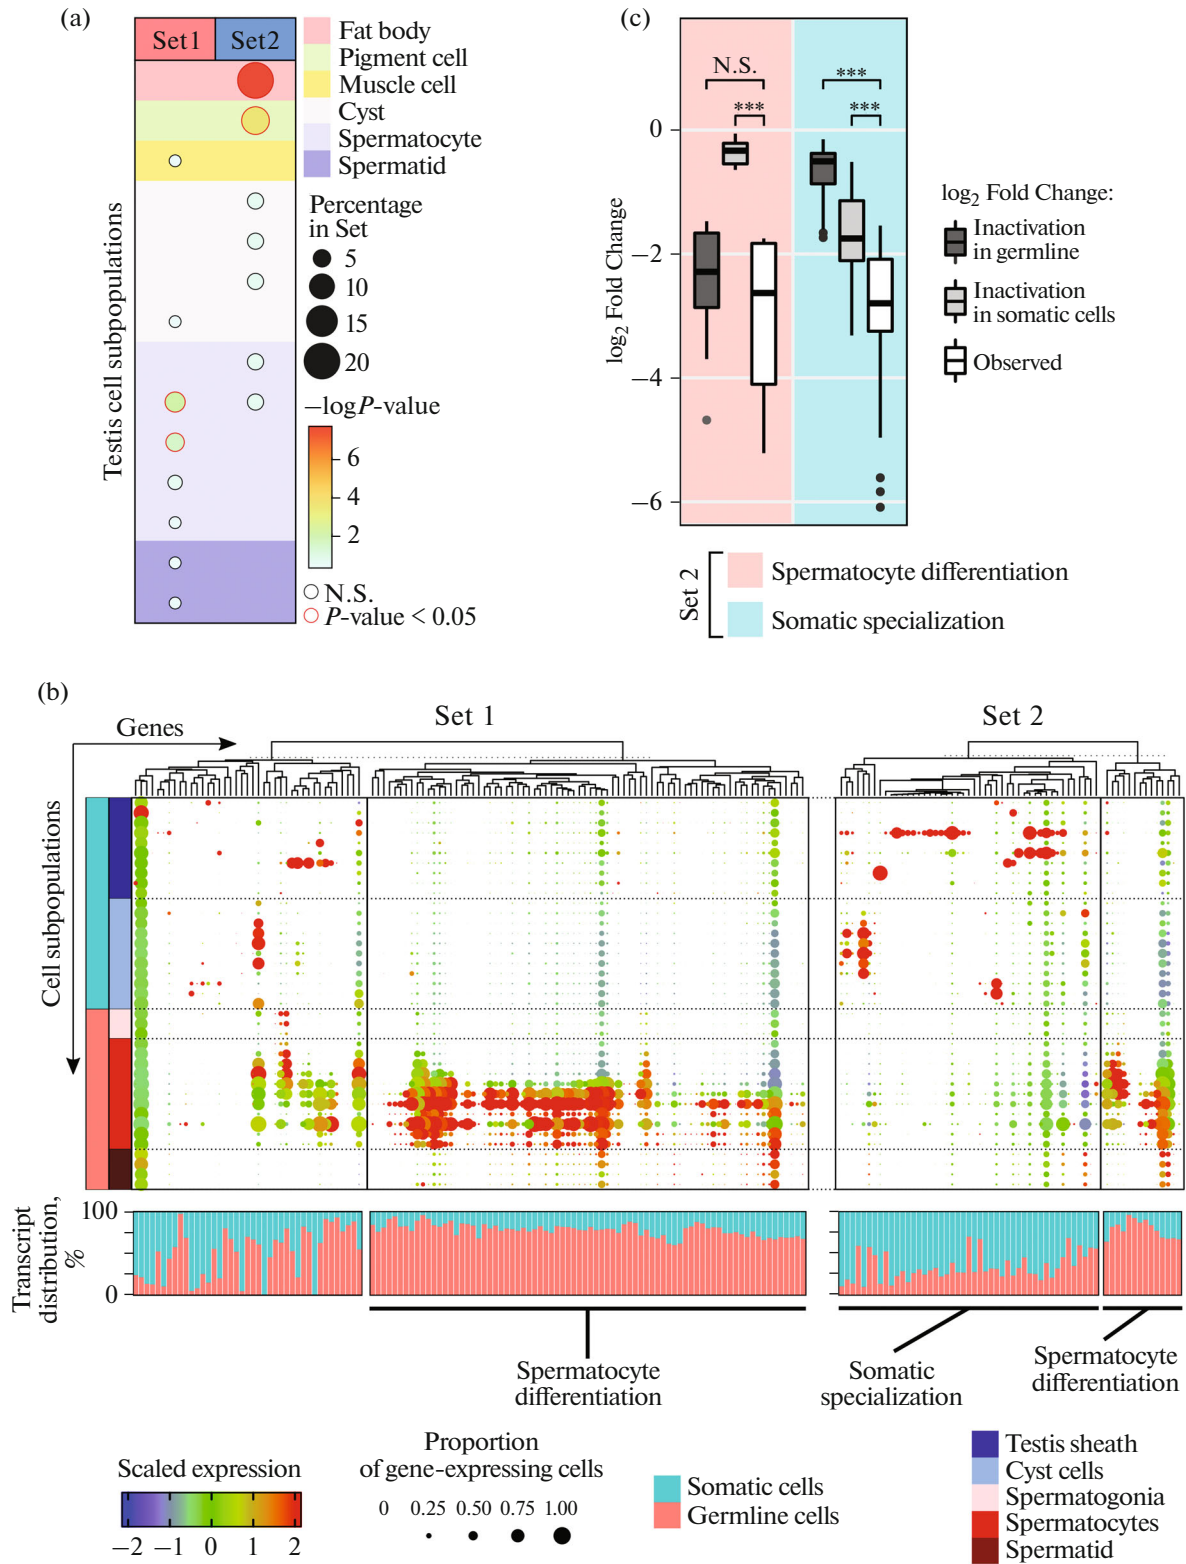 (a)
Set1 Set2
Fat body
Pigment cell
Muscle cell
Cyst
Spermatocyte
Spermatid
Testis cell subpopulations
Percentage
in Set
5
10
15
20
−log P-value
6
4
2
N.S.
P-value < 0.05
(c)
N.S.
***
***
***
log2 Fold Change
0
−2
−4
−6
log2 Fold Change:
Inactivation
in germline
Inactivation
in somatic cells
Observed
Set 2
Spermatocyte differentiation
Somatic specialization
(b)
Genes
Set 1
Set 2
Cell subpopulations
Transcript
distribution,
%
100
0
Spermatocyte
differentiation
Somatic
specialization
Spermatocyte
differentiation
Scaled expression
−2 −1 0 1 2
Proportion
of gene-expressing cells
0 0.25 0.50 0.75 1.00
Somatic cells
Germline cells
Testis sheath
Cyst cells
Spermatogonia
Spermatocytes
Spermatid